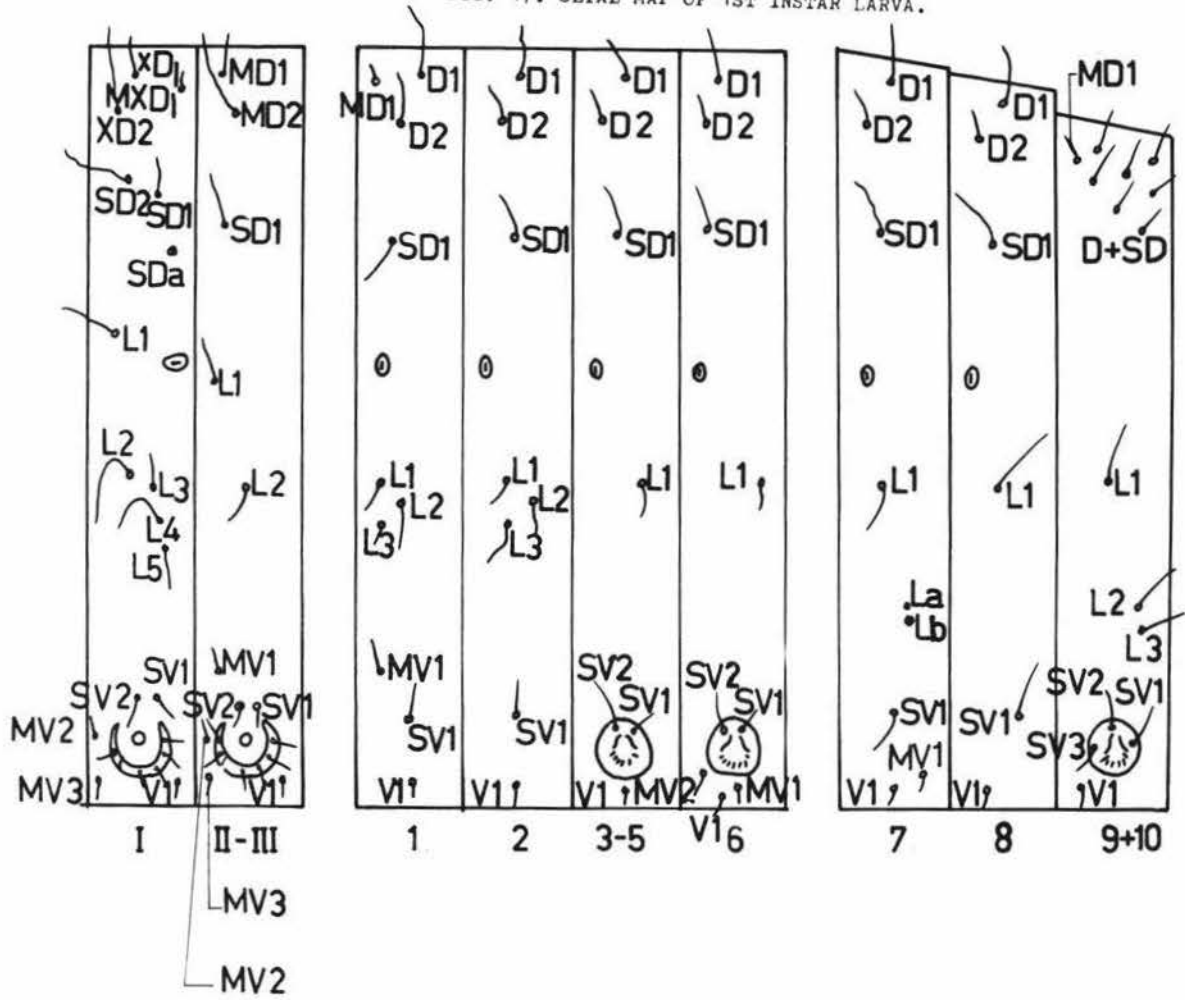 SETAL MAP OF 1ST INSTAR LARVA.
XD1 MD1 D1 D1 D1 D1 D1 D1 MD1
MXD1 MD2 MD1 D2 D2 D2 D2 D2 D2
XD2
SD2 SD1 SD1 SD1 SD1 SD1 SD1 SD1 SD1 D+SD
SDa
L1 L1
L2 L3 L2 L1 L2 L1 L2 L1 L1 L1 L1 L1
L4 L3 L3
L5
La
Lb L2
L3
SV1 MV1 MV1 SV2 SV2 SV2
SV2 SV2 SV1 SV1 SV1 SV1
MV2 SV1 SV1 SV1 SV1 SV3
MV1
MV3 V1 V1 V1 V1 V1 MV2 MV1 V1 V1 V1
V1
I II-III 1 2 3-5 6 7 8 9+10
MV3
MV2